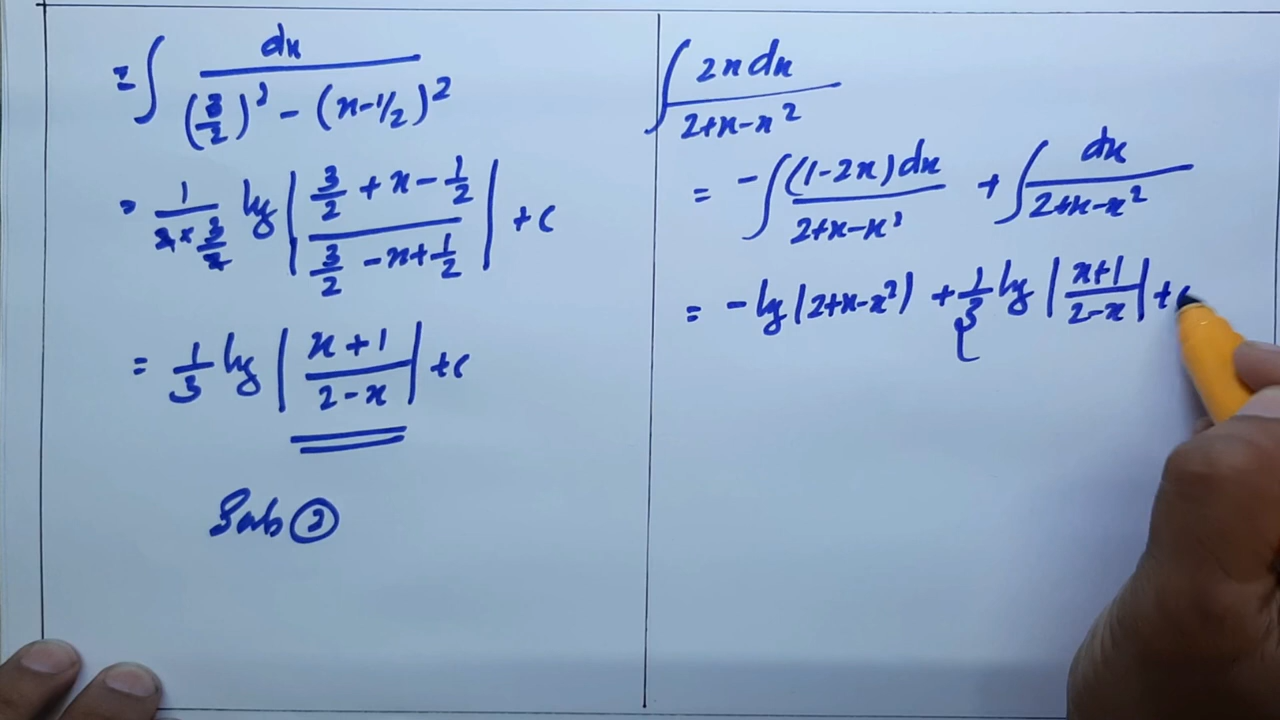 = ∫ dx / (3/2)² - (x-1/2)²
= 1/(2×3/2) log | (3/2 + x - 1/2) / (3/2 - x + 1/2) | + c
= 1/3 log | (x+1) / (2-x) | + c
Sub ②
∫ 2x dx / 2+x-x²
= - ∫ (1-2x) dx / 2+x-x² + ∫ dx / 2+x-x²
= - log |2+x-x²| + 1/3 log | (x+1) / (2-x) | + c